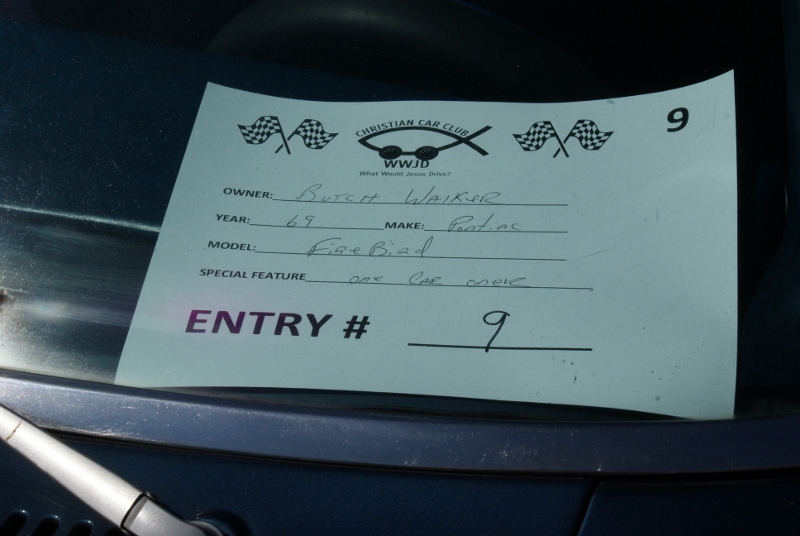 9
CHRISTIAN CAR CLUB
WWJD
What Would Jesus Drive?
OWNER: BUTCH WALKER
YEAR: 69 MAKE: Pontiac
MODEL: FireBird
SPECIAL FEATURE one CAR onER
ENTRY # 9